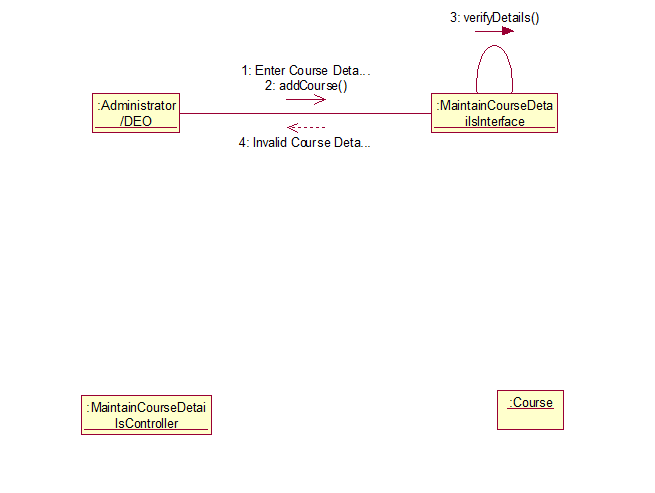 3: verifyDetails()
1: Enter Course Deta...
2: addCourse()
:Administrator
/DEO
:MaintainCourseDeta
ilsInterface
4: Invalid Course Deta...
:MaintainCourseDetai
lsController
:Course